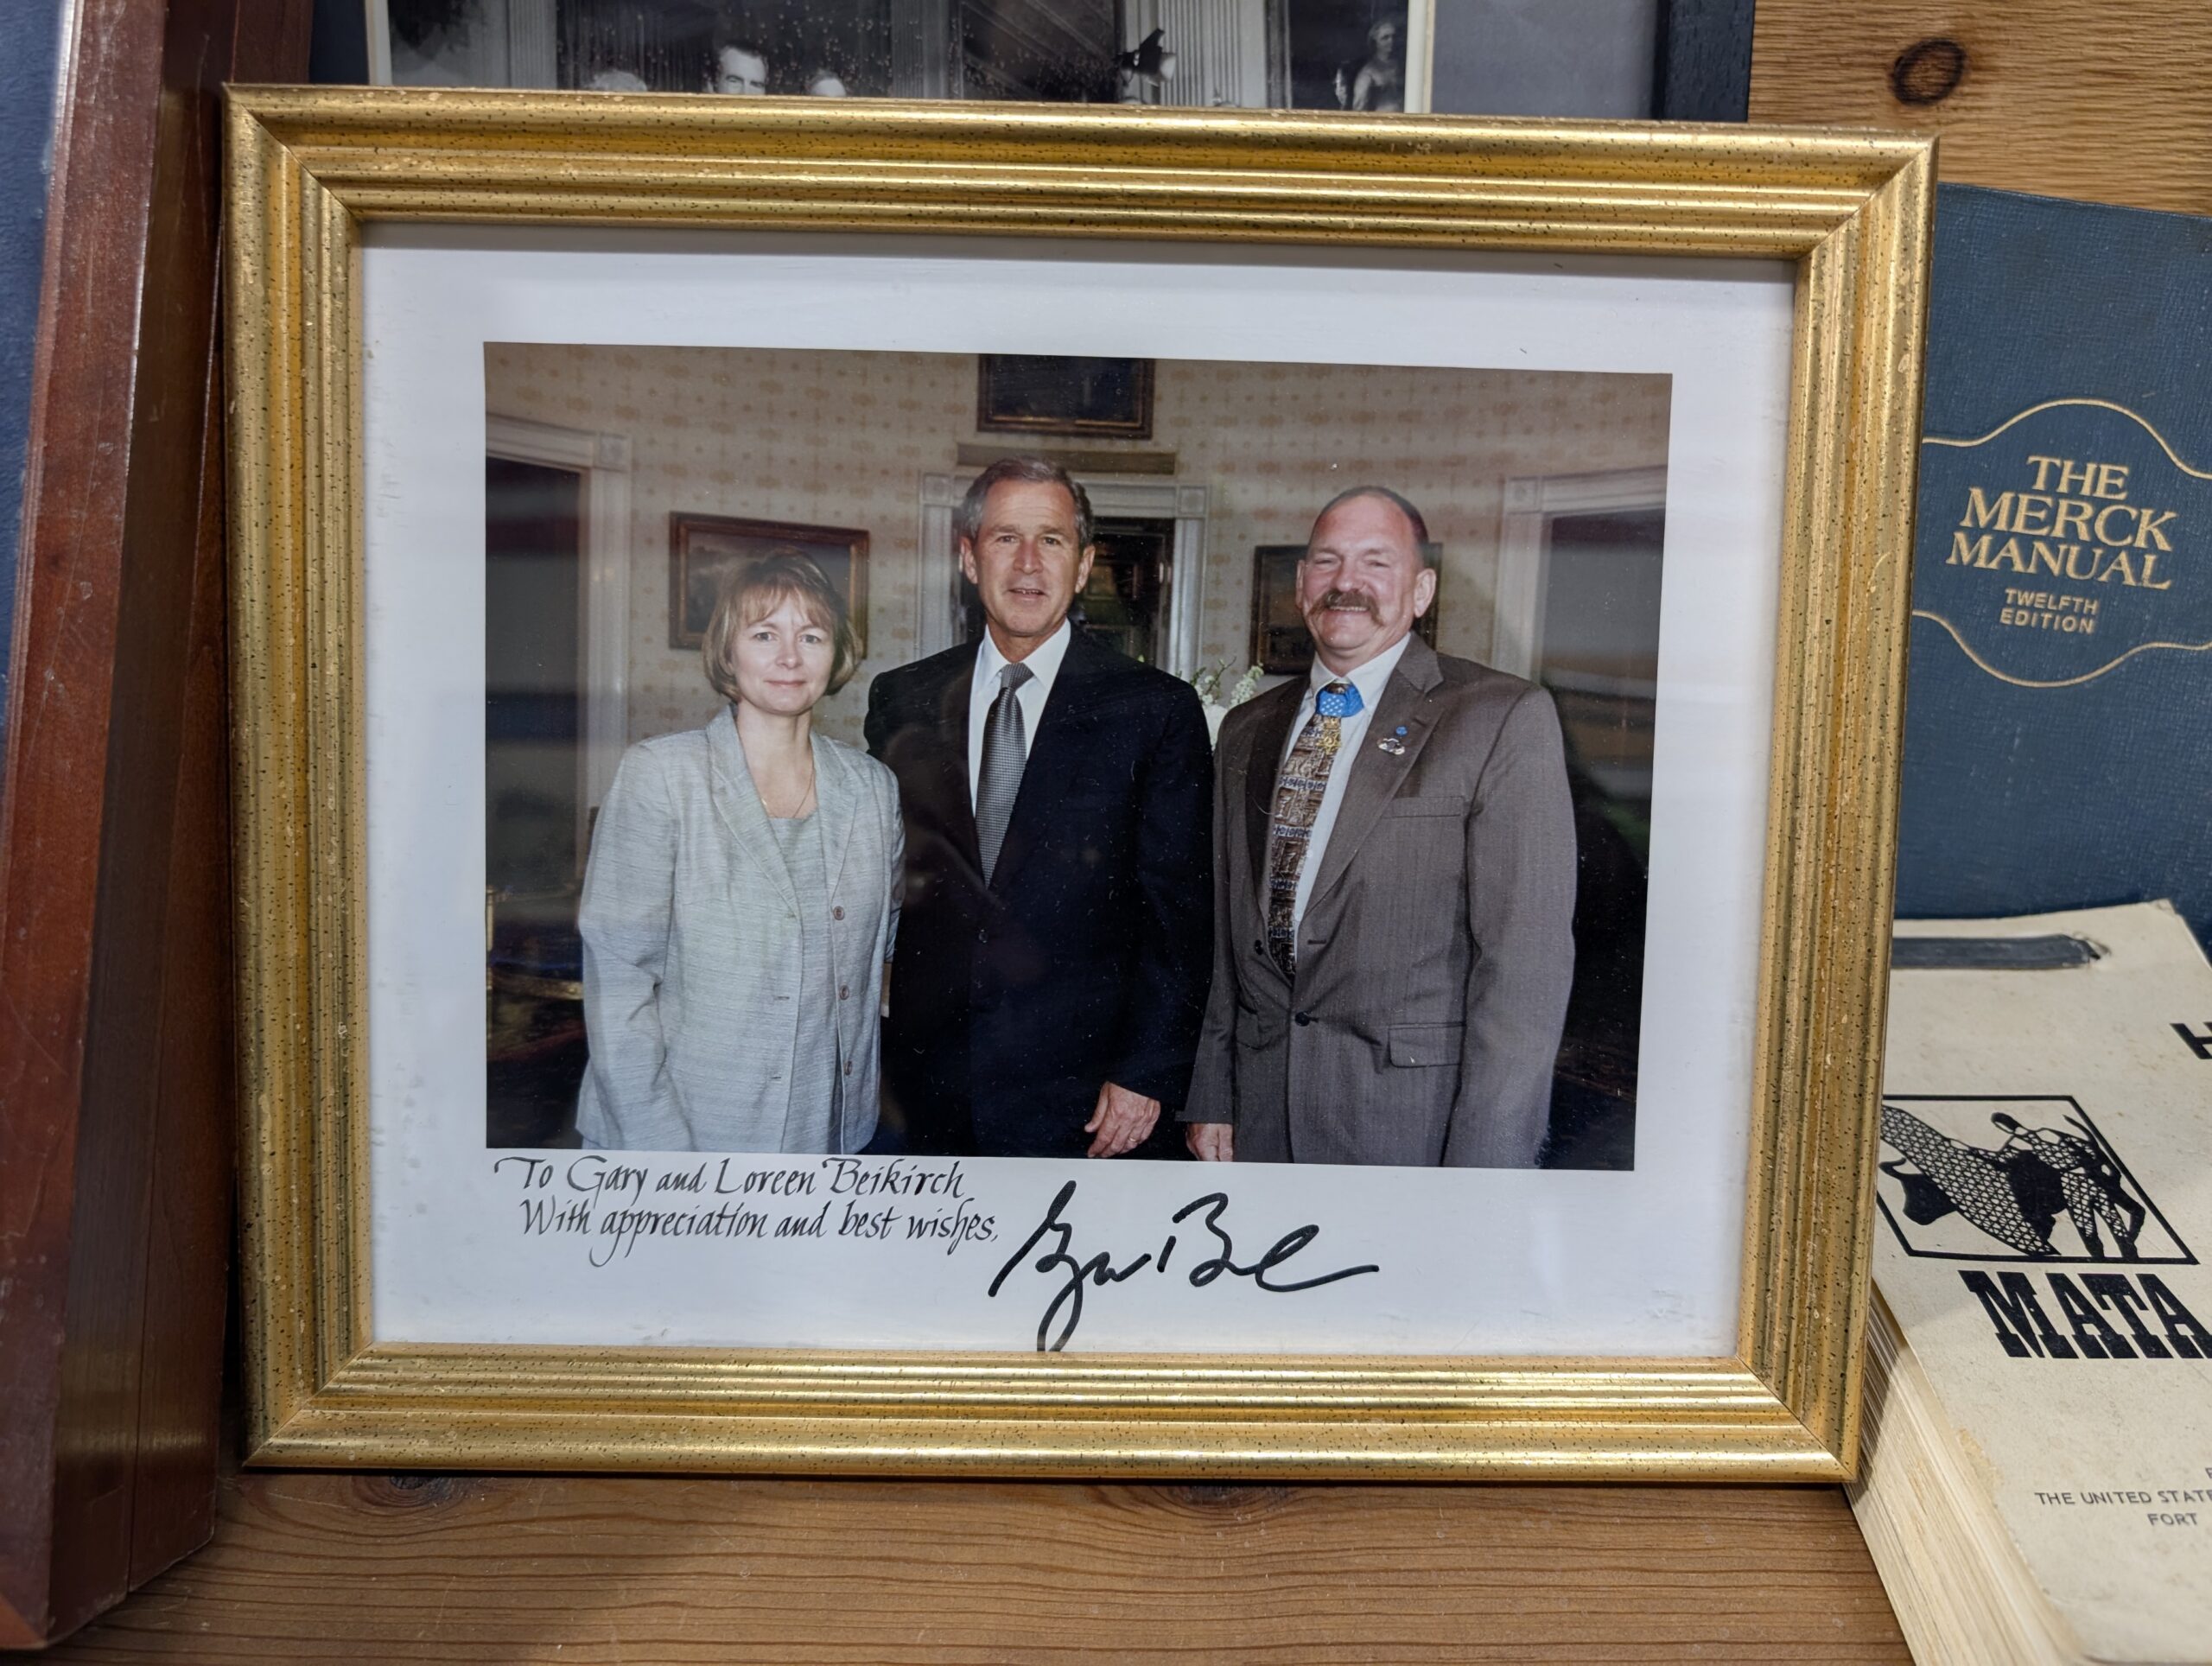 To Gary and Loreen Beikirch
With appreciation and best wishes,
THE
MERCK
MANUAL
TWELFTH
EDITION
MATA
THE UNITED STATE
FORT